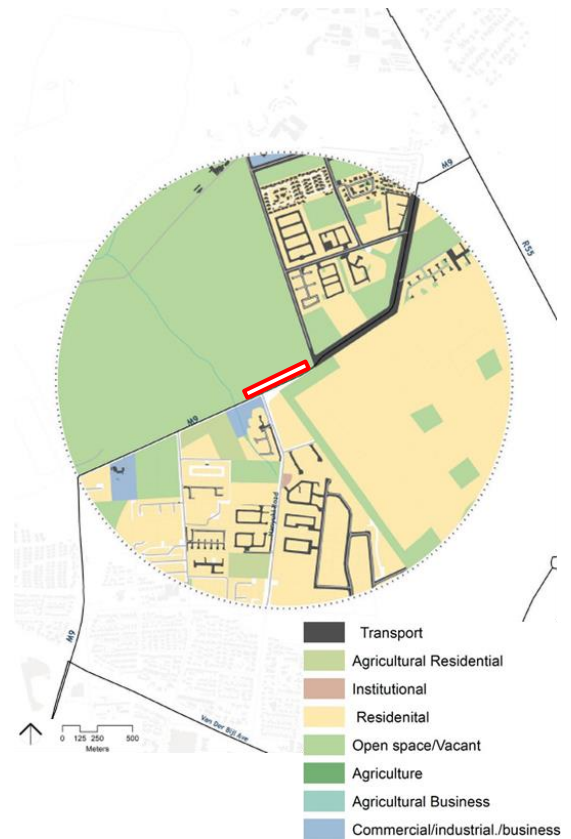 M9
R55
M9
M9
Van Der Bijl Ave
0 125 250 500
Meters
Transport
Agricultural Residential
Institutional
Residenital
Open space/Vacant
Agriculture
Agricultural Business
Commercial/industrial./business